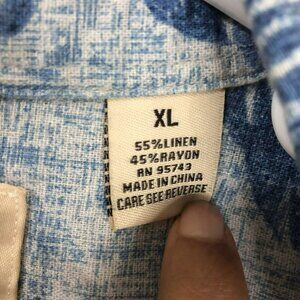 XL
55%LINEN
45%RAYON
RN 95743
MADE IN CHINA
CARE SEE REVERSE